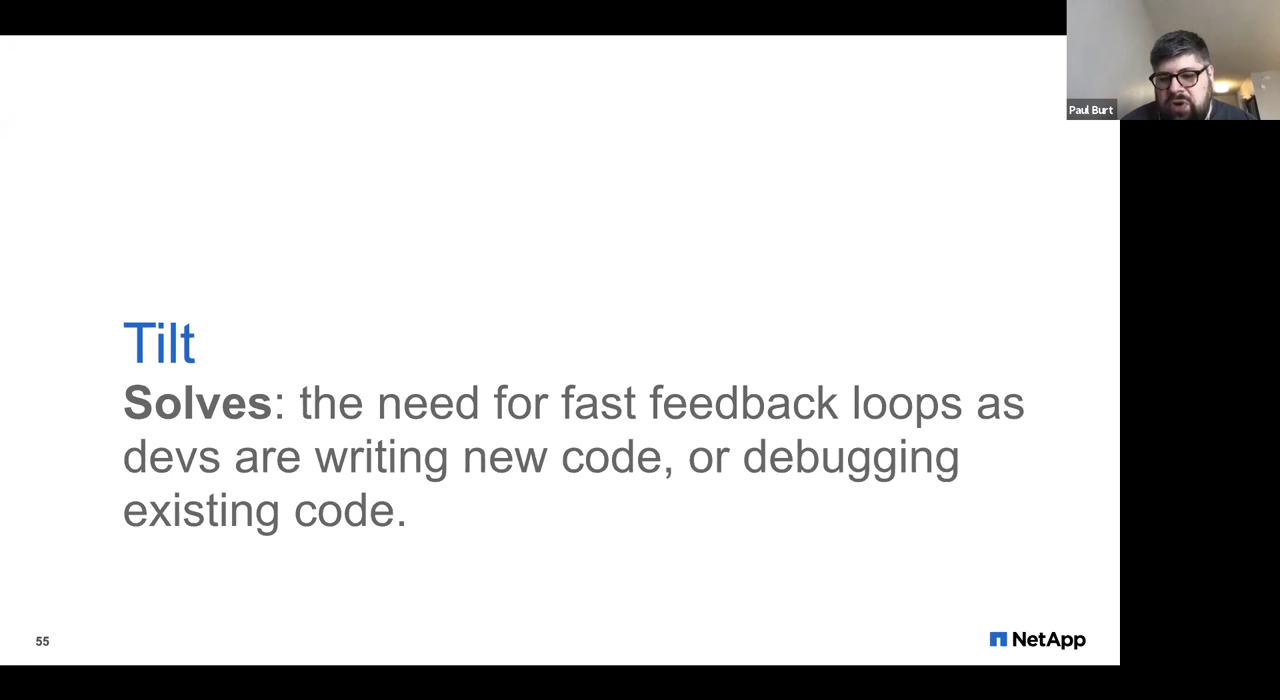 Paul Burt
Tilt
Solves: the need for fast feedback loops as
devs are writing new code, or debugging
existing code.
55
NetApp